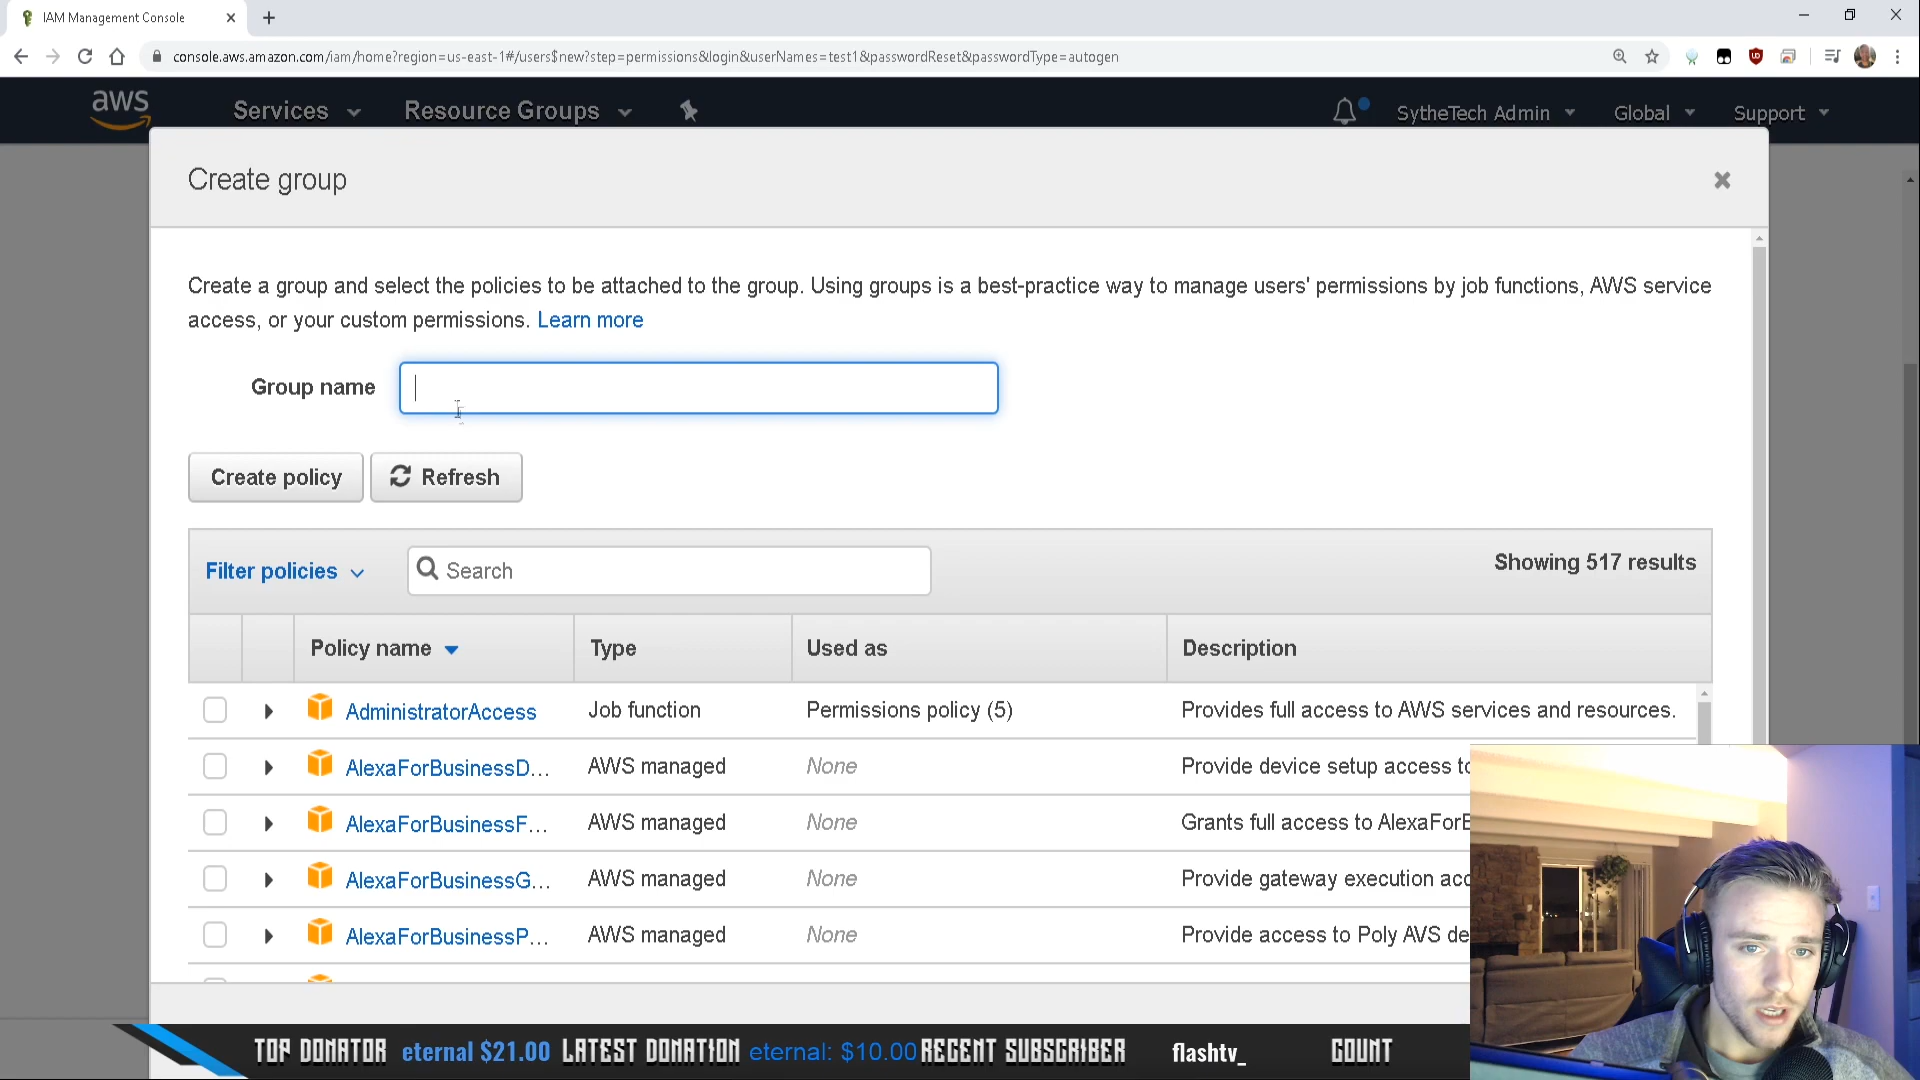 IAM Management Console
console.aws.amazon.com/iam/home?region=us-east-1#/users$new?step=permissions&login&userNames=test1&passwordReset&passwordType=autogen
aws Services Resource Groups SytheTech Admin Global Support
Create group
Create a group and select the policies to be attached to the group. Using groups is a best-practice way to manage users' permissions by job functions, AWS service
access, or your custom permissions. Learn more
Group name
Create policy Refresh
Filter policies Search Showing 517 results
Policy name Type Used as Description
AdministratorAccess Job function Permissions policy (5) Provides full access to AWS services and resources.
AlexaForBusinessD... AWS managed None Provide device setup access to
AlexaForBusinessF... AWS managed None Grants full access to AlexaForB
AlexaForBusinessG... AWS managed None Provide gateway execution acc
AlexaForBusinessP... AWS managed None Provide access to Poly AVS de
TOP DONATOR eternal $21.00 LATEST DONATION eternal: $10.00 RECENT SUBSCRIBER flashtv_ COUNT